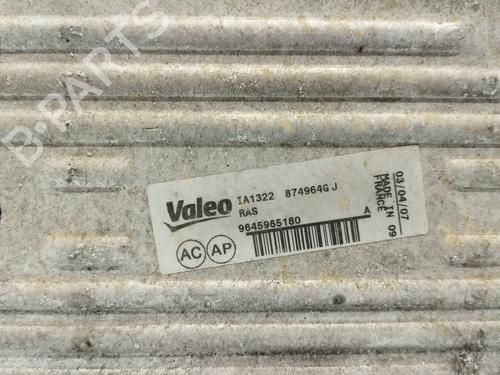 B-PARTS
Valeo
IA1322 874964G J
RAS
9645965180 A
AC AP
03/04/07
MADE IN 09
FRANCE